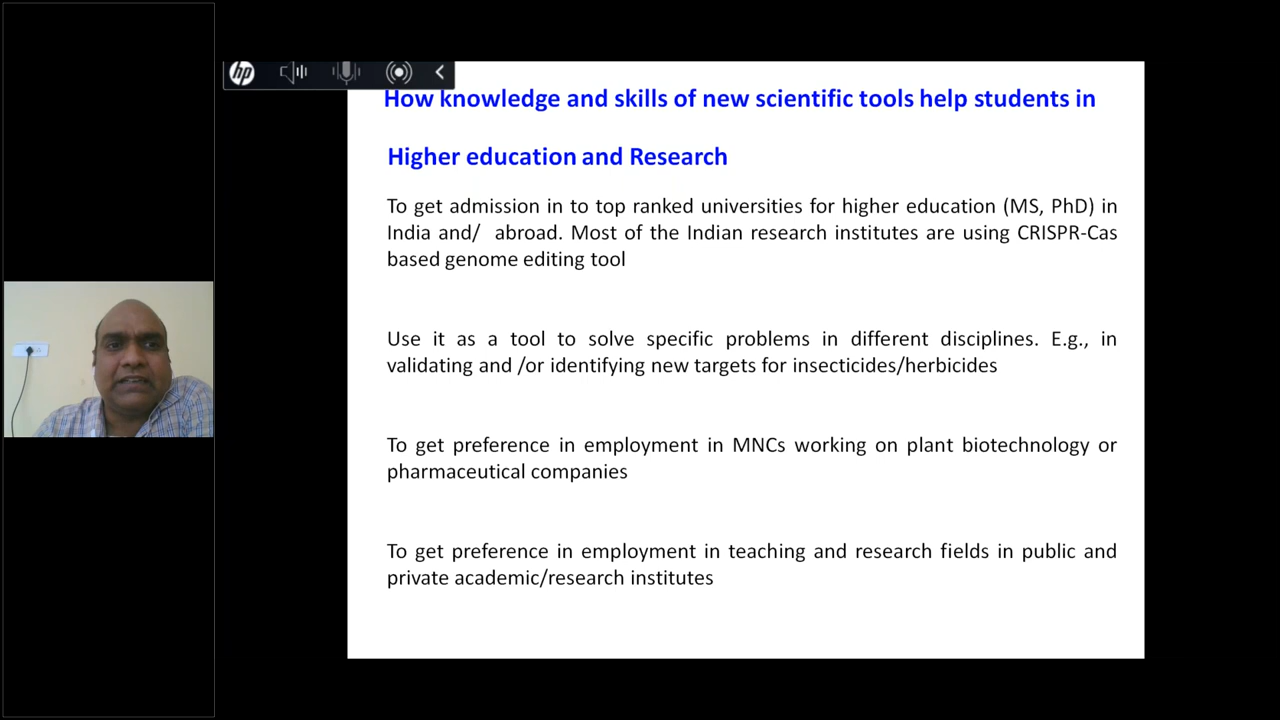 hp
How knowledge and skills of new scientific tools help students in
Higher education and Research
To get admission in to top ranked universities for higher education (MS, PhD) in
India and/ abroad. Most of the Indian research institutes are using CRISPR-Cas
based genome editing tool
Use it as a tool to solve specific problems in different disciplines. E.g., in
validating and /or identifying new targets for insecticides/herbicides
To get preference in employment in MNCs working on plant biotechnology or
pharmaceutical companies
To get preference in employment in teaching and research fields in public and
private academic/research institutes